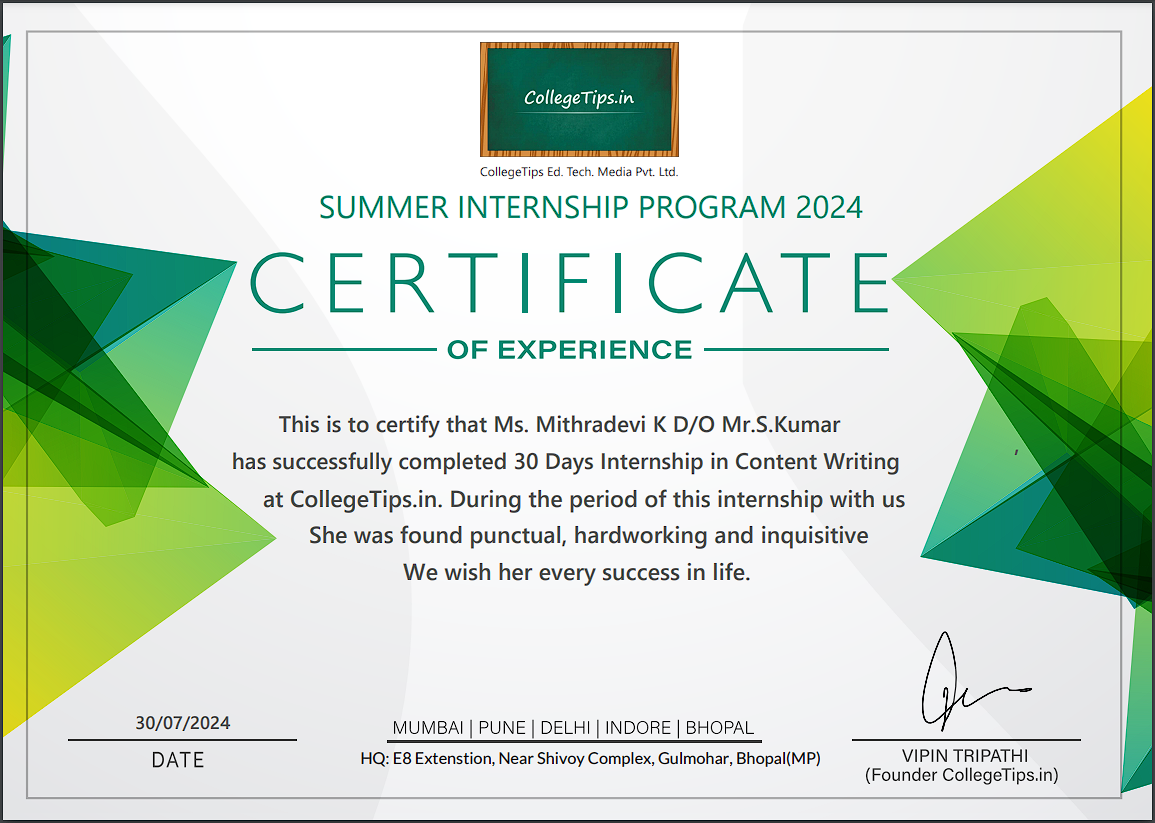 CollegeTips.in
CollegeTips Ed. Tech. Media Pvt. Ltd.
SUMMER INTERNSHIP PROGRAM 2024
CERTIFICATE
OF EXPERIENCE
This is to certify that Ms. Mithradevi K D/O Mr.S.Kumar
has successfully completed 30 Days Internship in Content Writing
at CollegeTips.in. During the period of this internship with us
She was found punctual, hardworking and inquisitive
We wish her every success in life.
30/07/2024
DATE
MUMBAI | PUNE | DELHI | INDORE | BHOPAL
HQ: E8 Extenstion, Near Shivoy Complex, Gulmohar, Bhopal(MP)
VIPIN TRIPATHI
(Founder CollegeTips.in)